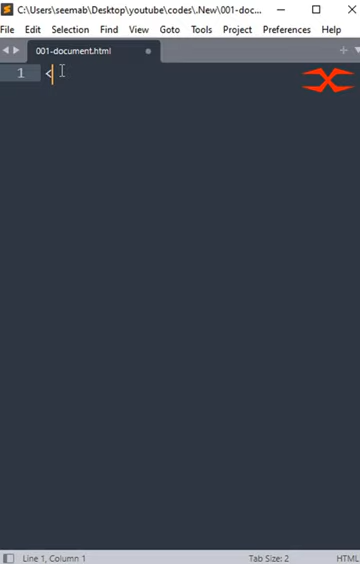 C:\Users\seemab\Desktop\youtube\codes\.New\001-doc...
File Edit Selection Find View Goto Tools Project Preferences Help
001-document.html
1 <
Line 1, Column 1 Tab Size: 2 HTML